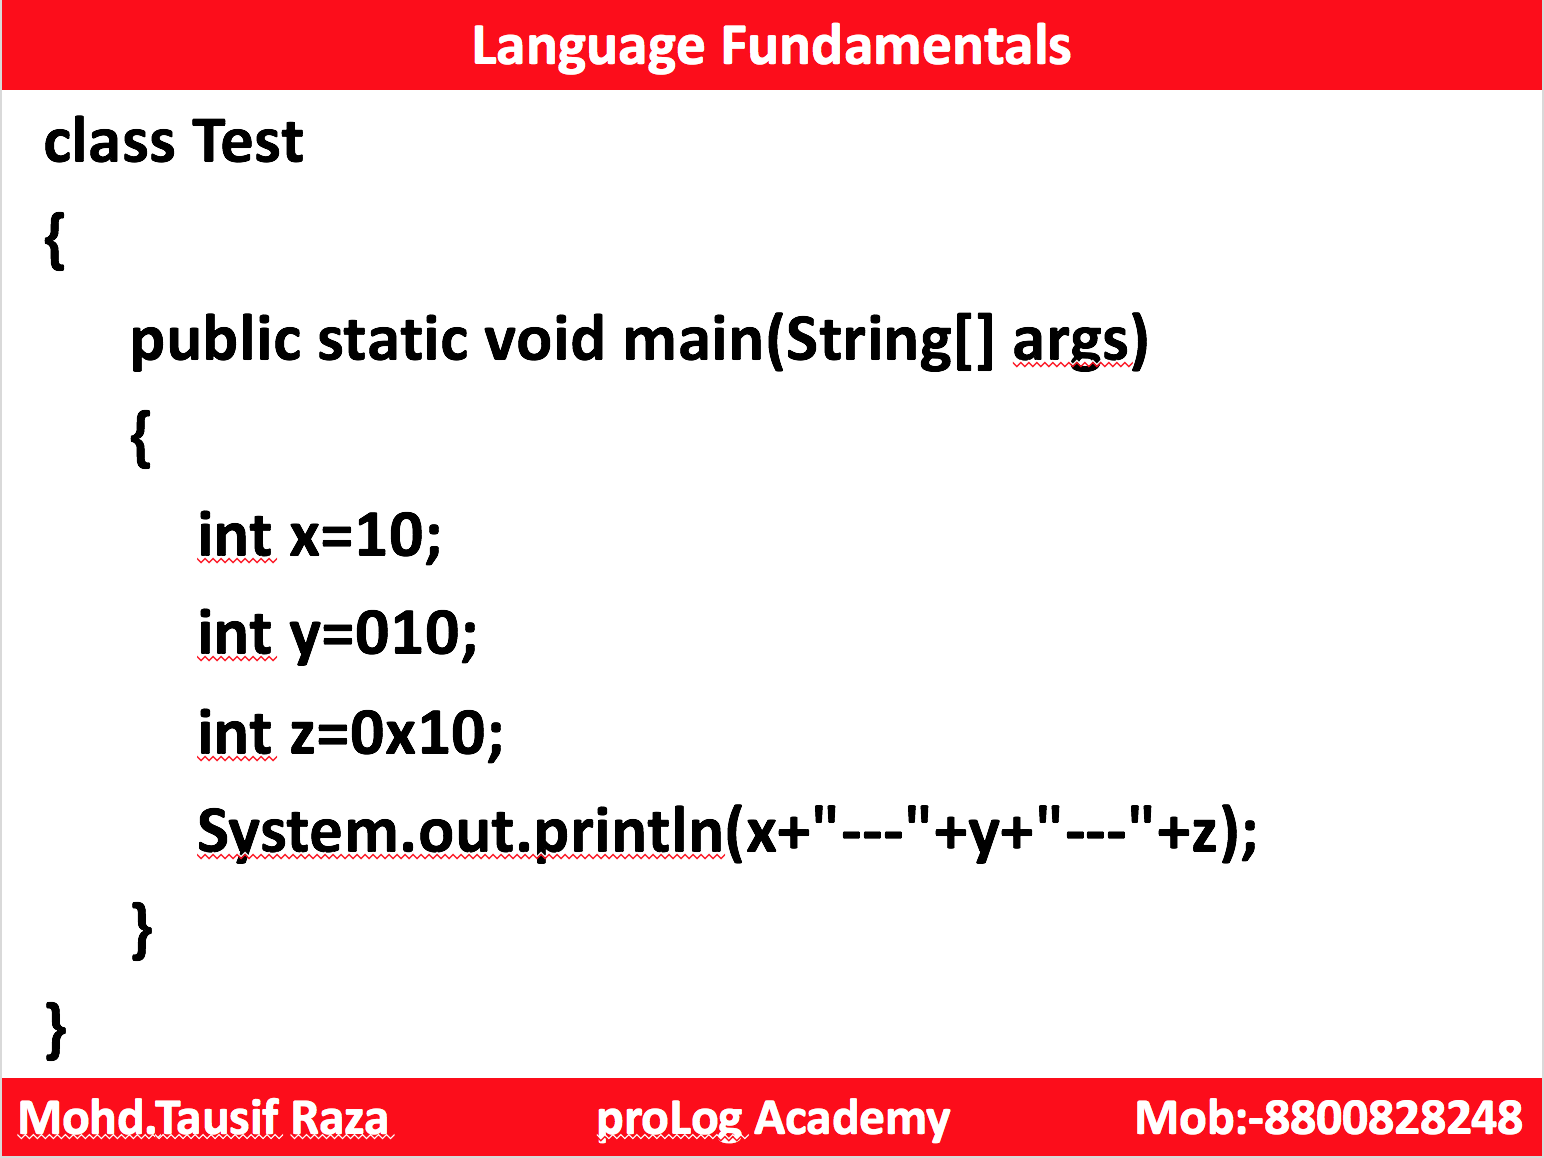 Language Fundamentals
class Test
{
public static void main(String[] args)
{
int x=10;
int y=010;
int z=0x10;
System.out.println(x+"---"+y+"---"+z);
}
}
Mohd.Tausif Raza proLog Academy Mob:-8800828248